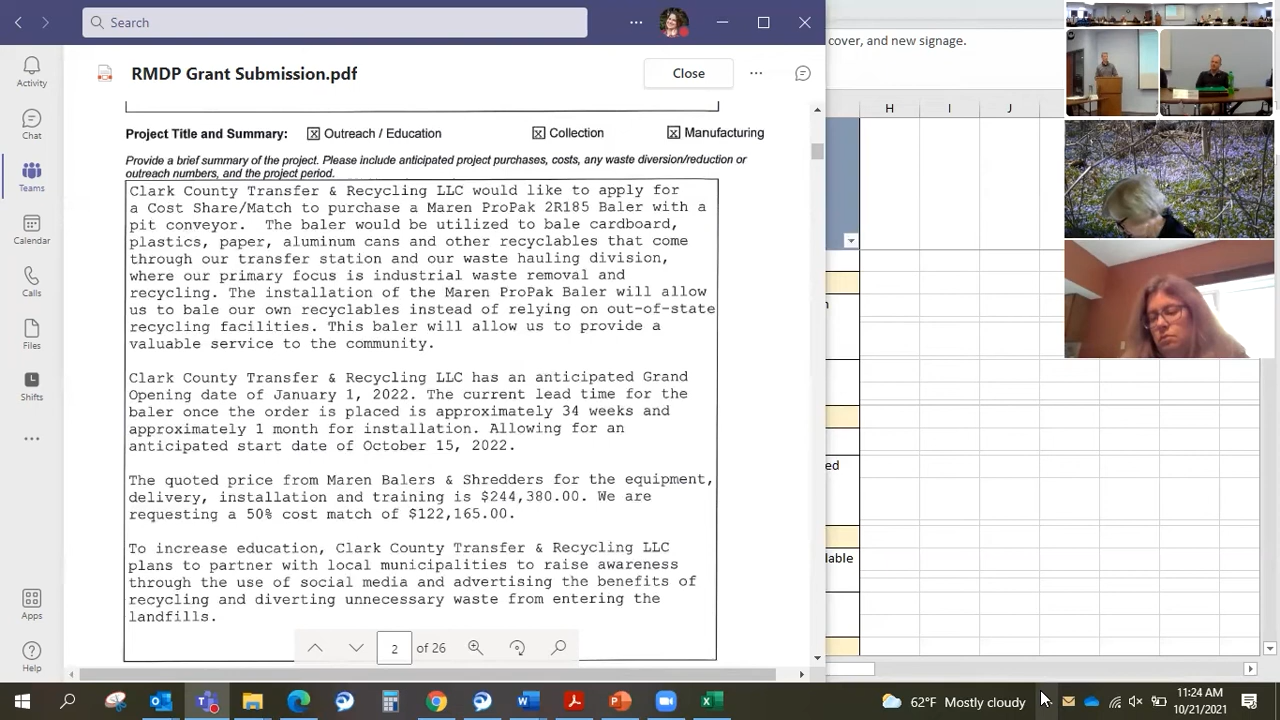 Search
cover, and new signage.
RMDP Grant Submission.pdf
Close
Activity
Chat
Teams
Calendar
Calls
Files
Shifts
Apps
Help
H I J
Project Title and Summary: Outreach / Education Collection Manufacturing
Provide a brief summary of the project. Please include anticipated project purchases, costs, any waste diversion/reduction or
outreach numbers, and the project period.
Clark County Transfer & Recycling LLC would like to apply for
a Cost Share/Match to purchase a Maren ProPak 2R185 Baler with a
pit conveyor. The baler would be utilized to bale cardboard,
plastics, paper, aluminum cans and other recyclables that come
through our transfer station and our waste hauling division,
where our primary focus is industrial waste removal and
recycling. The installation of the Maren ProPak Baler will allow
us to bale our own recyclables instead of relying on out-of-state
recycling facilities. This baler will allow us to provide a
valuable service to the community.
Clark County Transfer & Recycling LLC has an anticipated Grand
Opening date of January 1, 2022. The current lead time for the
baler once the order is placed is approximately 34 weeks and
approximately 1 month for installation. Allowing for an
anticipated start date of October 15, 2022.
The quoted price from Maren Balers & Shredders for the equipment,
delivery, installation and training is $244,380.00. We are
requesting a 50% cost match of $122,165.00.
To increase education, Clark County Transfer & Recycling LLC
plans to partner with local municipalities to raise awareness
through the use of social media and advertising the benefits of
recycling and diverting unnecessary waste from entering the
landfills.
2 of 26
ed
lable
62°F Mostly cloudy
11:24 AM
10/21/2021